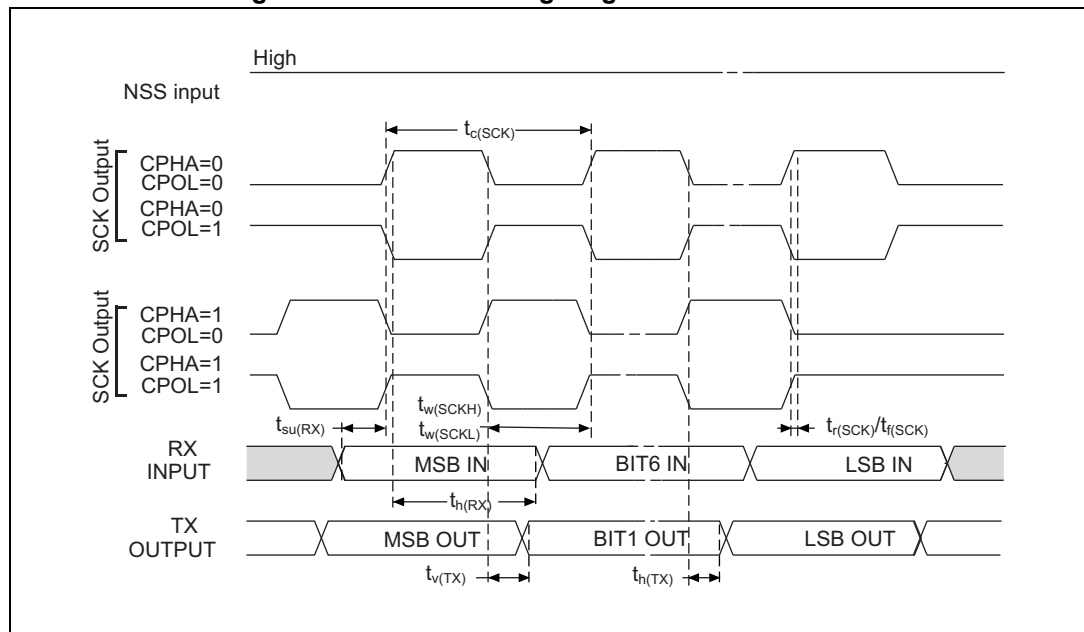 High
NSS input
t_c(SCK)
SCK Output
CPHA=0
CPOL=0
CPHA=0
CPOL=1
SCK Output
CPHA=1
CPOL=0
CPHA=1
CPOL=1
t_w(SCKH)
t_w(SCKL)
t_su(RX)
t_r(SCK)/t_f(SCK)
RX
INPUT
MSB IN
BIT6 IN
LSB IN
t_h(RX)
TX
OUTPUT
MSB OUT
BIT1 OUT
LSB OUT
t_v(TX)
t_h(TX)